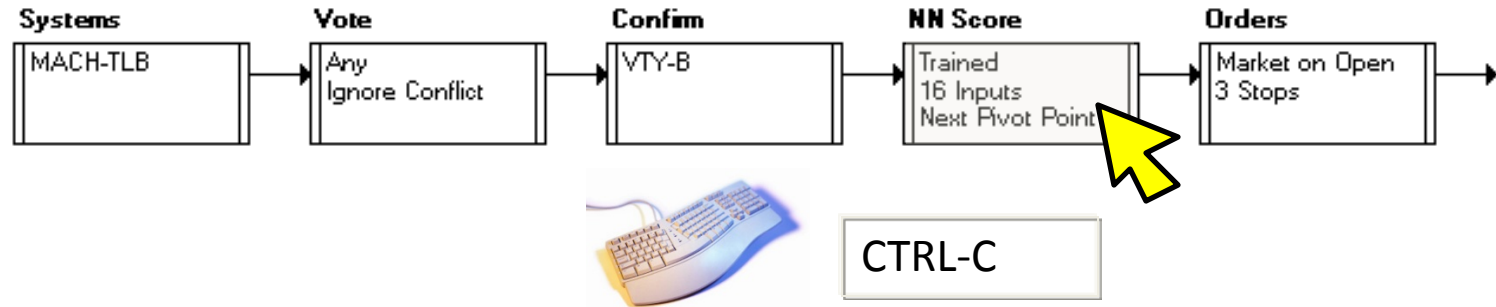 Systems
MACH-TLB
Vote
Any
Ignore Conflict
Confirm
VTY-B
NN Score
Trained
16 Inputs
Next Pivot Point
Orders
Market on Open
3 Stops
CTRL-C